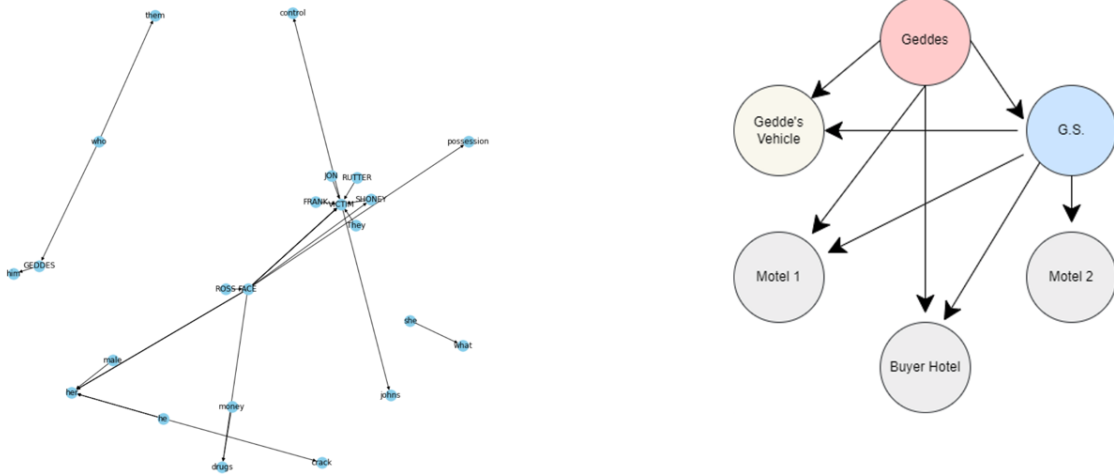 them
control
who
possession
JON
RUTTER
FRANK
VICTIM
SHONEY
They
GEDDES
him
ROSS
FACE
she
what
male
her
johns
money
he
crack
drugs
Geddes
Gedde's
Vehicle
G.S.
Motel 1
Motel 2
Buyer Hotel